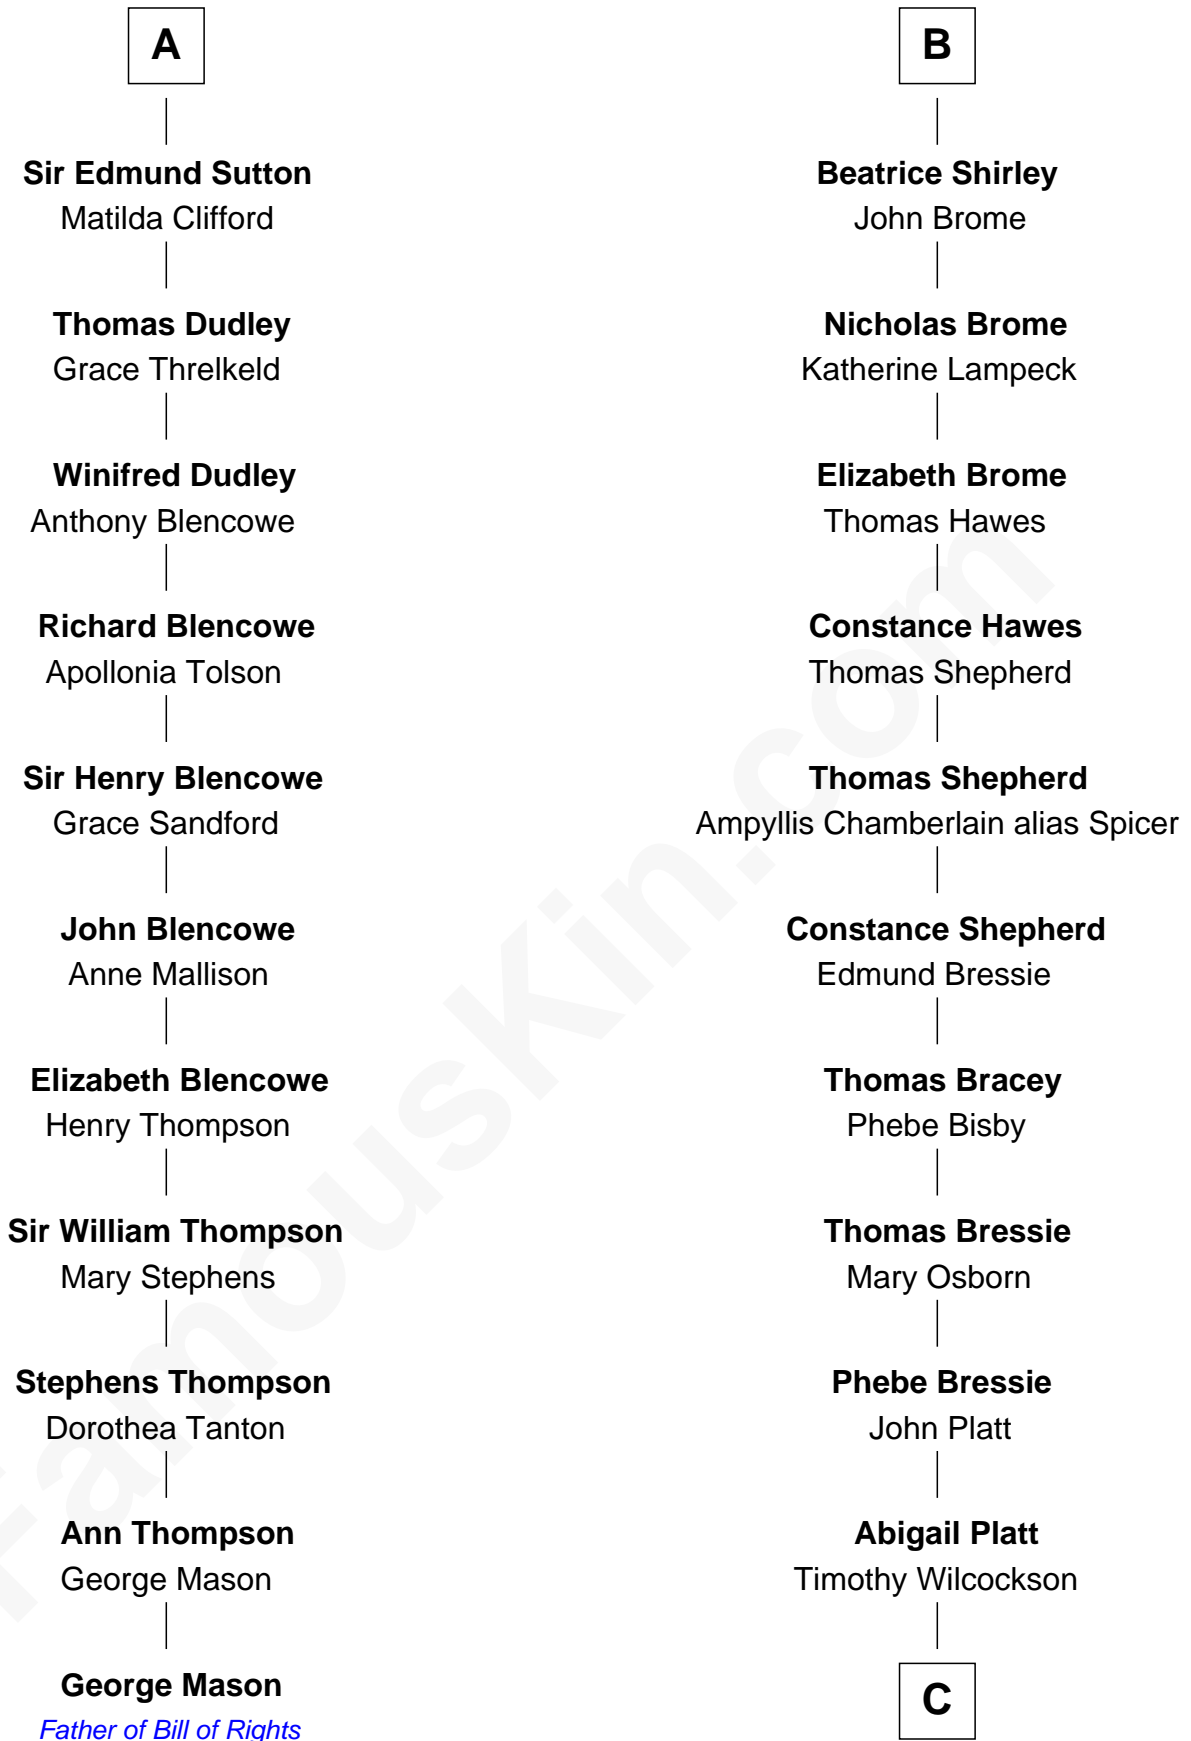 A
Sir Edmund Sutton
Matilda Clifford
Thomas Dudley
Grace Threlkeld
Winifred Dudley
Anthony Blencowe
Richard Blencowe
Apollonia Tolson
Sir Henry Blencowe
Grace Sandford
John Blencowe
Anne Mallison
Elizabeth Blencowe
Henry Thompson
Sir William Thompson
Mary Stephens
Stephens Thompson
Dorothea Tanton
Ann Thompson
George Mason
George Mason
Father of Bill of Rights
B
Beatrice Shirley
John Brome
Nicholas Brome
Katherine Lampeck
Elizabeth Brome
Thomas Hawes
Constance Hawes
Thomas Shepherd
Thomas Shepherd
Ampyllis Chamberlain alias Spicer
Constance Shepherd
Edmund Bressie
Thomas Bracey
Phebe Bisby
Thomas Bressie
Mary Osborn
Phebe Bressie
John Platt
Abigail Platt
Timothy Wilcockson
C
FamousKin.com